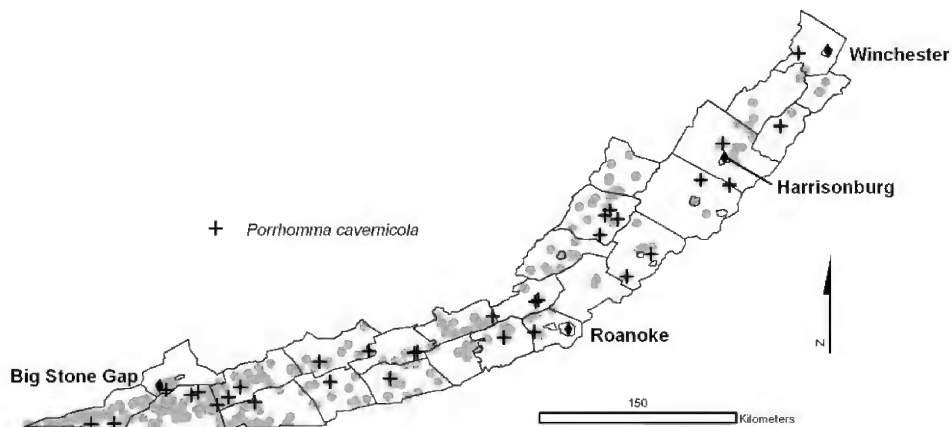 Winchester
Harrisonburg
Porrhomma cavernicola
Roanoke
N
Big Stone Gap
150
Kilometers